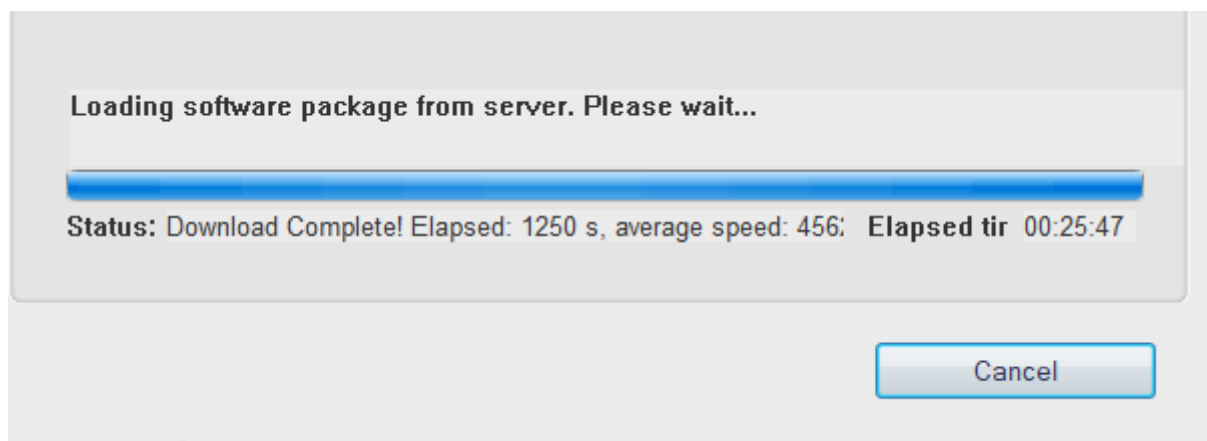 Loading software package from server. Please wait...
Status: Download Complete! Elapsed: 1250 s, average speed: 456 Elapsed tir 00:25:47
Cancel